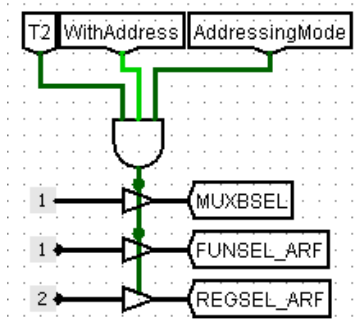 T2 WithAddress AddressingMode
1 MUXBSEL
1 FUNSEL_ARF
2 REGSEL_ARF